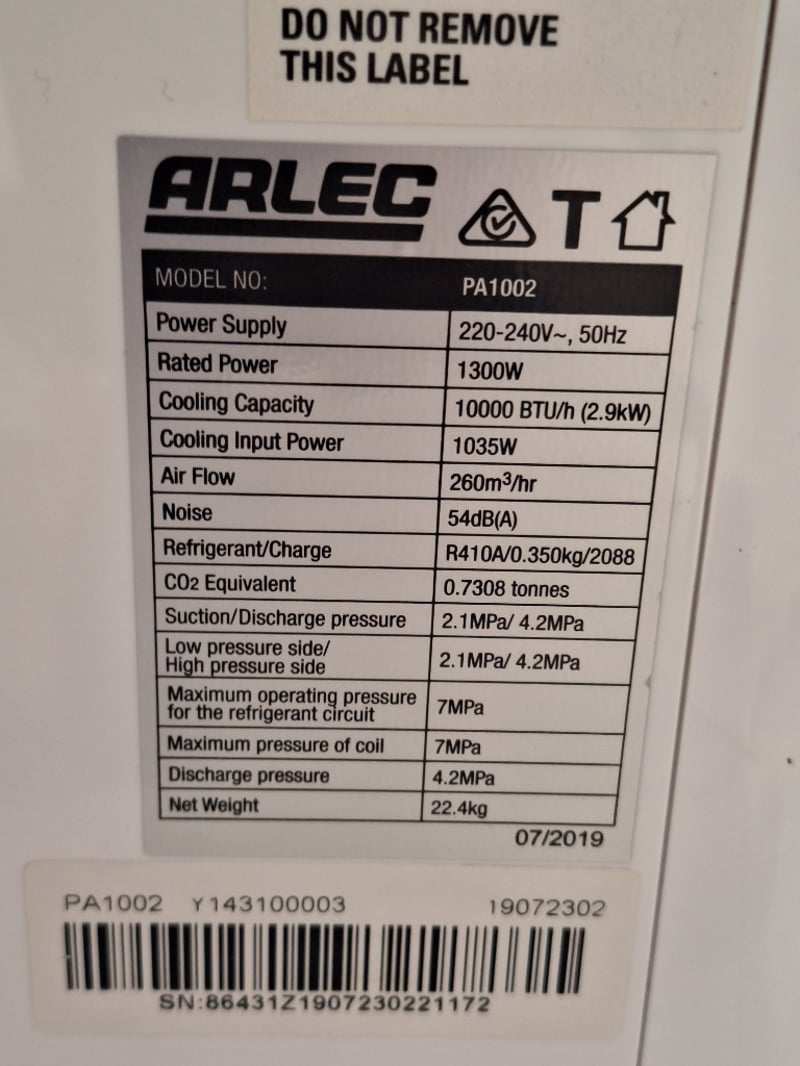 DO NOT REMOVE
THIS LABEL
ARLEC T
MODEL NO: PA1002
Power Supply 220-240V~, 50Hz
Rated Power 1300W
Cooling Capacity 10000 BTU/h (2.9kW)
Cooling Input Power 1035W
Air Flow 260m³/hr
Noise 54dB(A)
Refrigerant/Charge R410A/0.350kg/2088
CO2 Equivalent 0.7308 tonnes
Suction/Discharge pressure 2.1MPa/ 4.2MPa
Low pressure side/
High pressure side 2.1MPa/ 4.2MPa
Maximum operating pressure
for the refrigerant circuit 7MPa
Maximum pressure of coil 7MPa
Discharge pressure 4.2MPa
Net Weight 22.4kg
07/2019
PA1002 Y143100003 19072302
SN:86431Z1907230221172